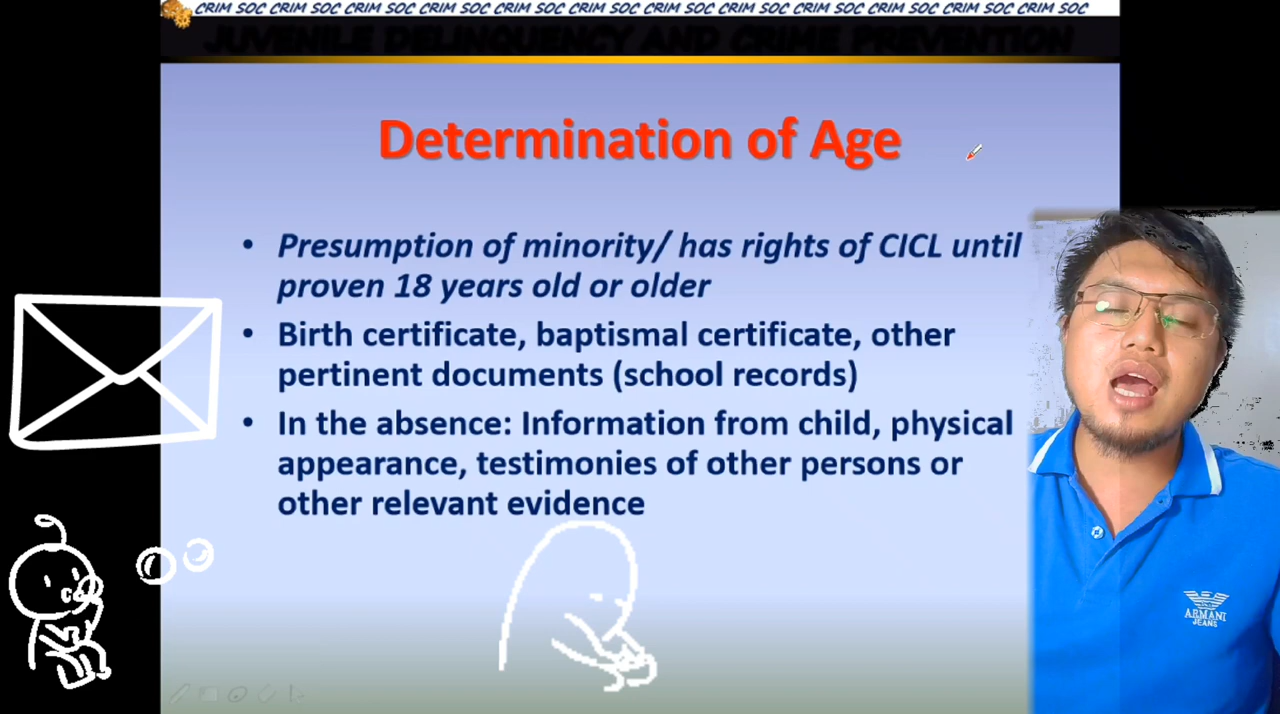 CRIM SOC CRIM SOC CRIM SOC CRIM SOC CRIM SOC CRIM SOC CRIM SOC CRIM SOC CRIM SOC CRIM SOC CRIM SOC CRIM SOC
JUVENILE DELINQUENCY AND CRIME PREVENTION
Determination of Age
• Presumption of minority/ has rights of CICL until
proven 18 years old or older
• Birth certificate, baptismal certificate, other
pertinent documents (school records)
• In the absence: Information from child, physical
appearance, testimonies of other persons or
other relevant evidence
ARMANI
JEANS